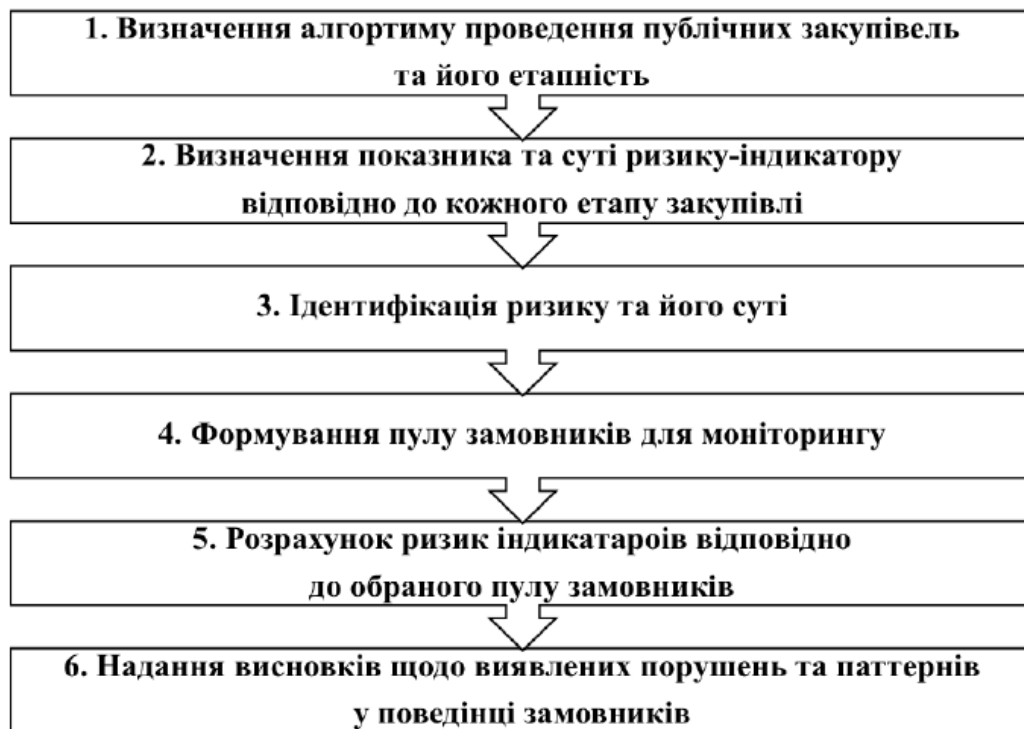 1. Визначення алгортиму проведення публічних закупівель
та його етапність
2. Визначення показника та суті ризику-індикатору
відповідно до кожного етапу закупівлі
3. Ідентифікація ризику та його суті
4. Формування пулу замовників для моніторингу
5. Розрахунок ризик індикатароів відповідно
до обраного пулу замовників
6. Надання висновків щодо виявлених порушень та паттернів
у поведінці замовників